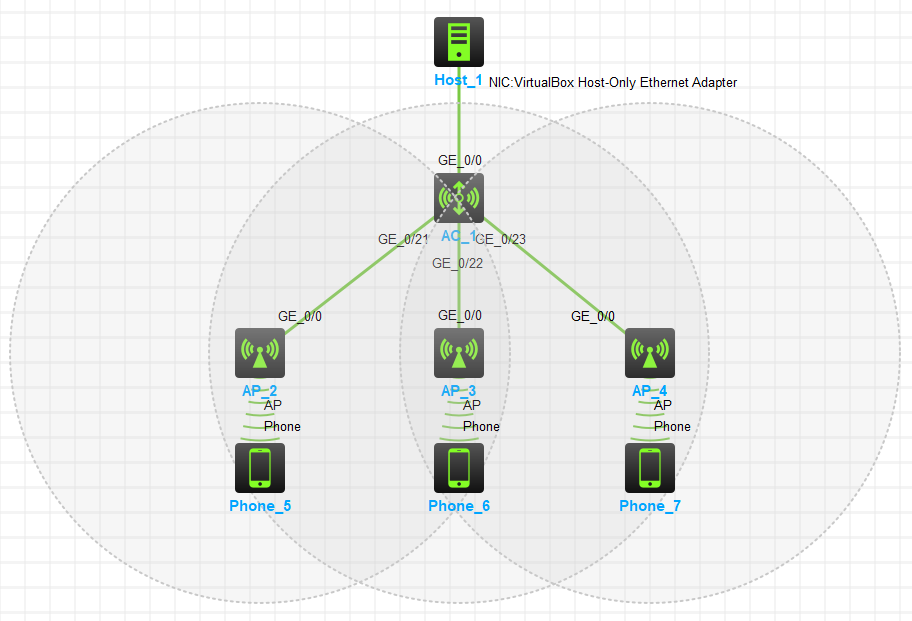 Host_1
NIC:VirtualBox Host-Only Ethernet Adapter
GE_0/0
AC_1
GE_0/21
GE_0/23
GE_0/22
GE_0/0
GE_0/0
GE_0/0
AP_2
AP_3
AP_4
AP
AP
AP
Phone
Phone
Phone
Phone_5
Phone_6
Phone_7